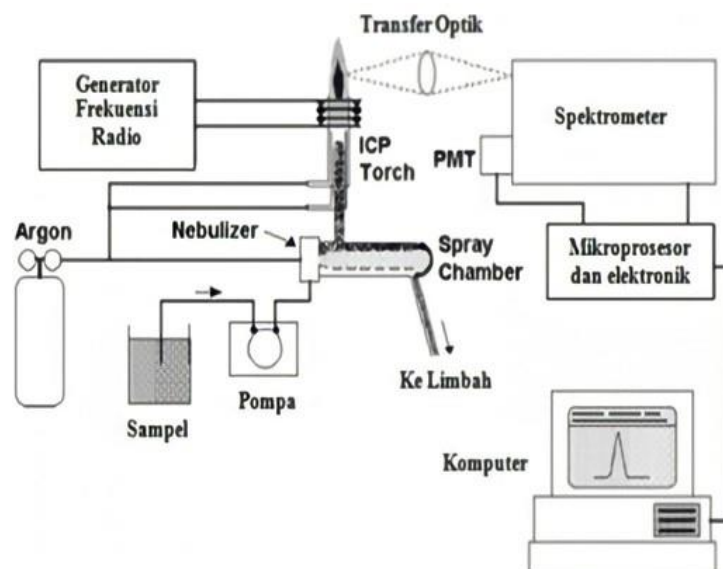 Transfer Optik
Generator
Frekuensi
Radio
Spektrometer
ICP
Torch
PMT
Nebulizer
Argon
Spray
Chamber
Mikroprosesor
dan elektronik
Ke Limbah
Pompa
Sampel
Komputer